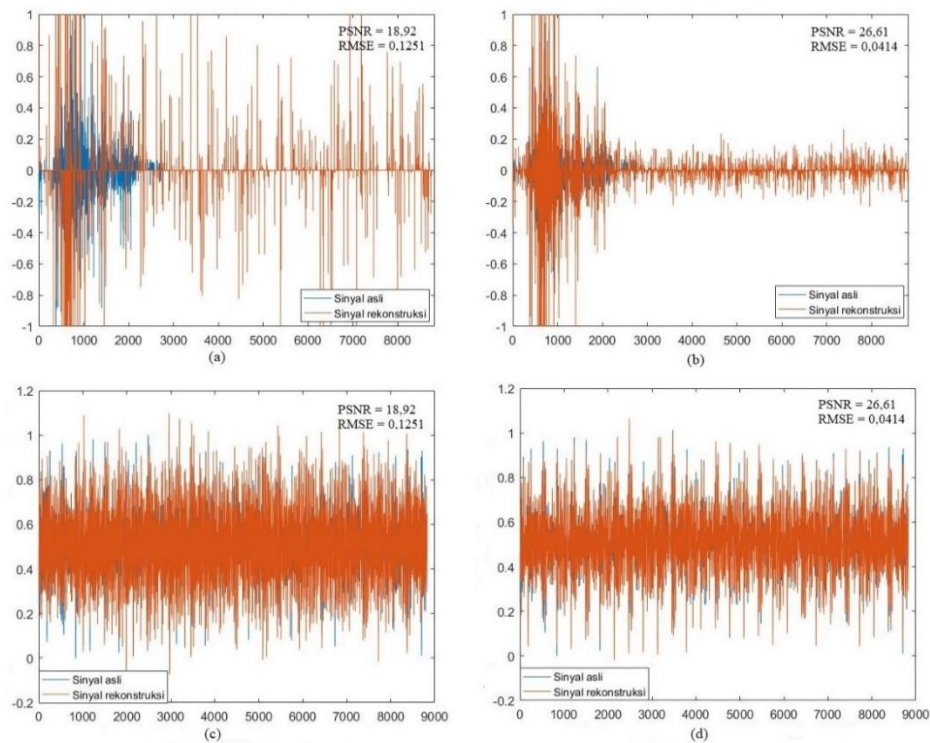 1
0.8
0.6
0.4
0.2
0
-0.2
-0.4
-0.6
-0.8
-1
PSNR = 18,92
RMSE = 0,1251
Sinyal asli
Sinyal rekonstruksi
0 1000 2000 3000 4000 5000 6000 7000 8000
(a)
1
0.8
0.6
0.4
0.2
0
-0.2
-0.4
-0.6
-0.8
-1
PSNR = 26,61
RMSE = 0,0414
Sinyal asli
Sinyal rekonstruksi
0 1000 2000 3000 4000 5000 6000 7000 8000
(b)
1.2
1
0.8
0.6
0.4
0.2
0
-0.2
PSNR = 18,92
RMSE = 0,1251
Sinyal asli
Sinyal rekonstruksi
0 1000 2000 3000 4000 5000 6000 7000 8000 9000
(c)
1.2
1
0.8
0.6
0.4
0.2
0
-0.2
PSNR = 26,61
RMSE = 0,0414
Sinyal asli
Sinyal rekonstruksi
0 1000 2000 3000 4000 5000 6000 7000 8000 9000
(d)